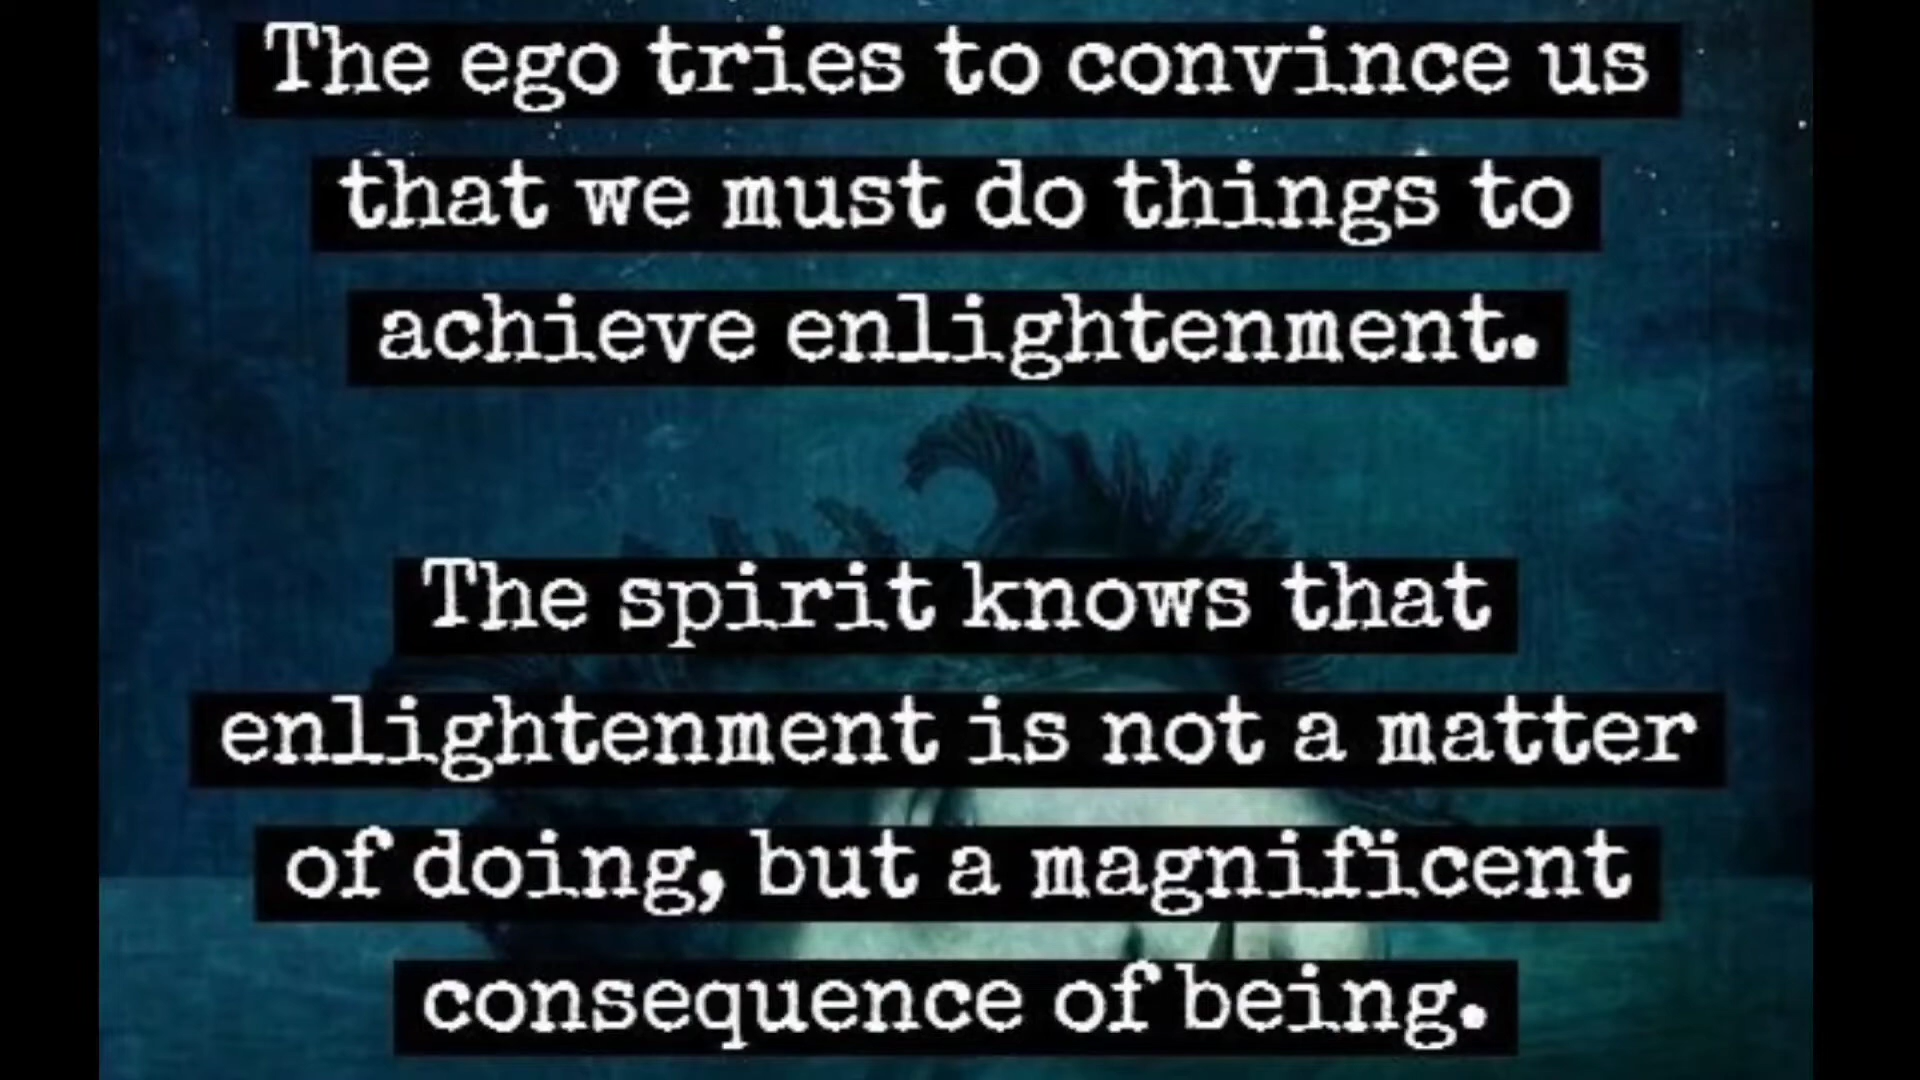 The ego tries to convince us
that we must do things to
achieve enlightenment.
The spirit knows that
enlightenment is not a matter
of doing, but a magnificent
consequence of being.